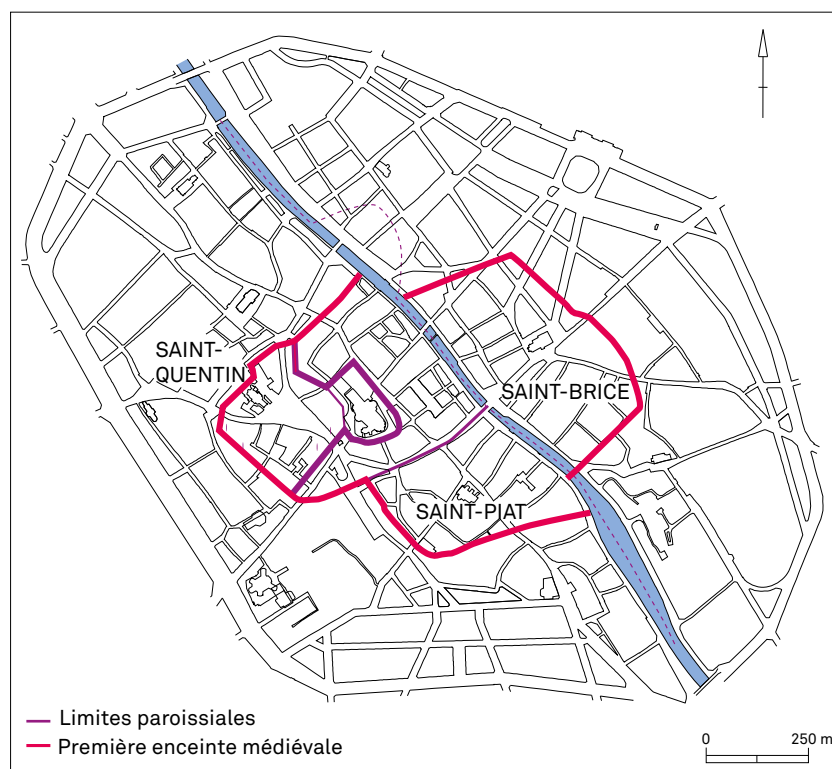 SAINT-
QUENTIN
SAINT-BRICE
SAINT-PIAT
Limites paroissiales
Première enceinte médiévale
0 250 m